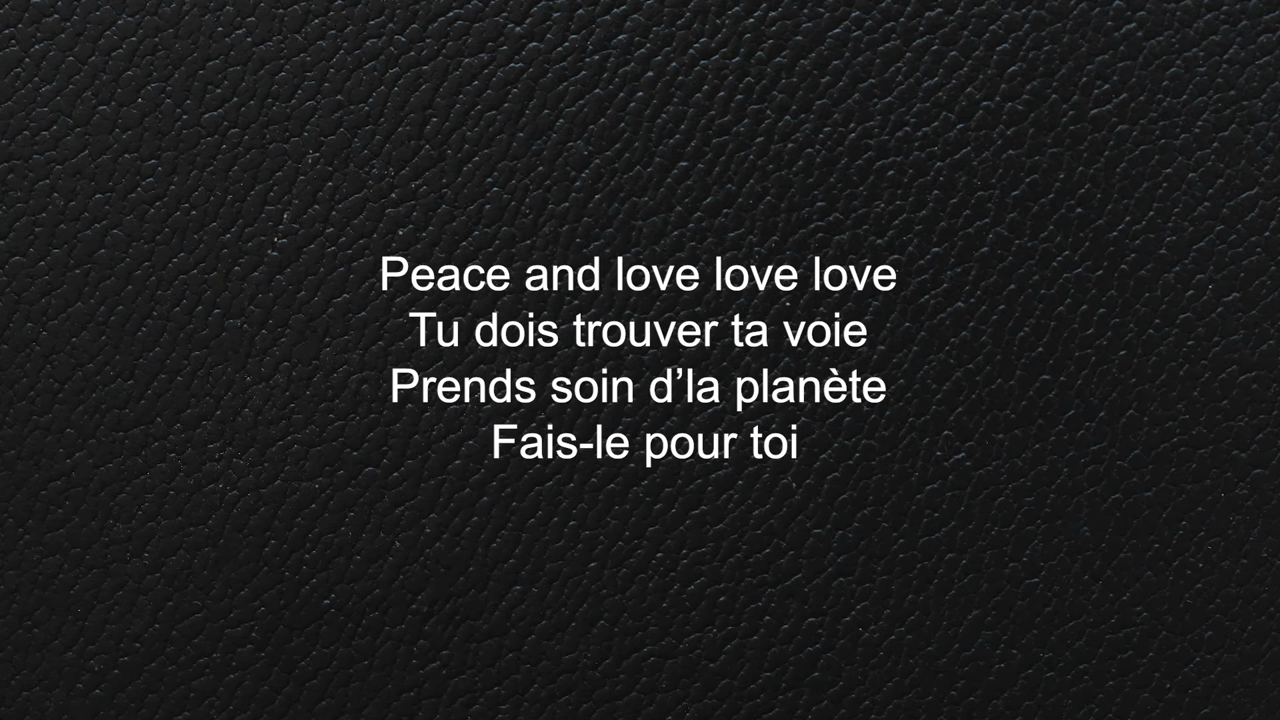 Peace and love love love
Tu dois trouver ta voie
Prends soin d’la planète
Fais-le pour toi